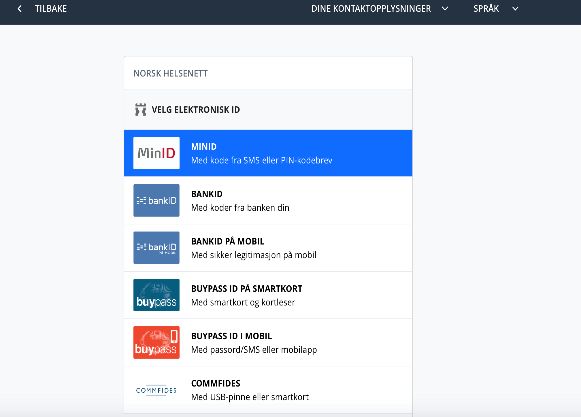 TILBAKE
DINE KONTAKTOPPLYSNINGER
SPRÅK
NORSK HELSENETT
VELG ELEKTRONISK ID
MinID
MINID
Med kode fra SMS eller PIN-kodebrev
bankID
BANKID
Med koder fra banken din
bankID
BANKID PÅ MOBIL
Med sikker legitimasjon på mobil
buypass
BUYPASS ID PÅ SMARTKORT
Med smartkort og kortleser
buypass
BUYPASS ID I MOBIL
Med passord/SMS eller mobilapp
COMMFIDES
COMMFIDES
Med USB-pinne eller smartkort